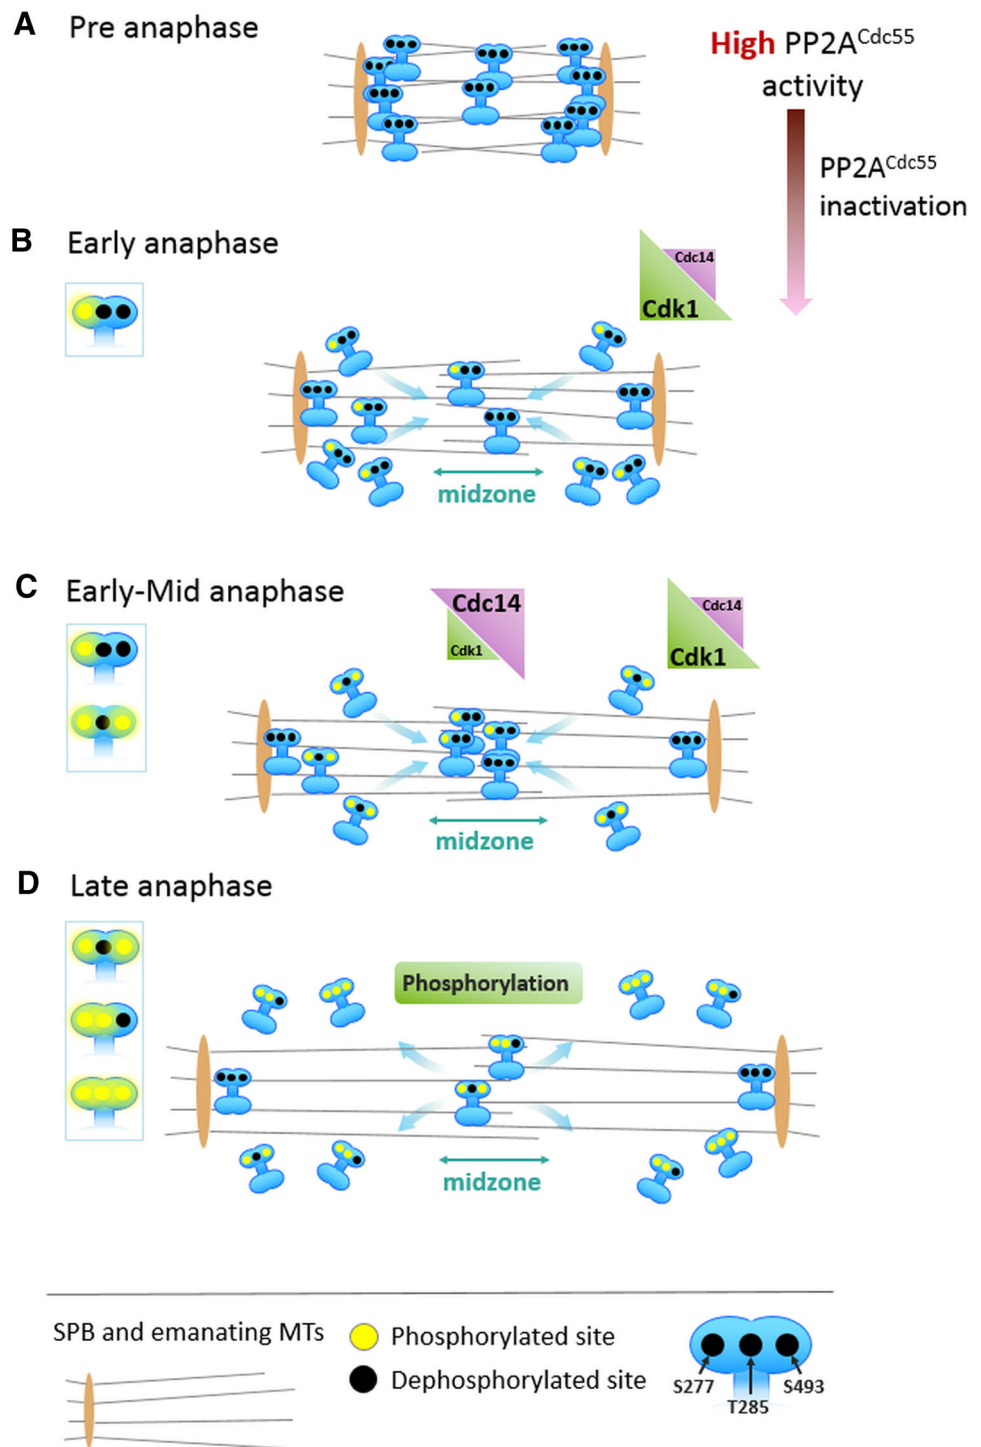 A Pre anaphase
High PP2ACdc55
activity
PP2ACdc55
inactivation
B Early anaphase
Cdc14
Cdk1
midzone
C Early-Mid anaphase
Cdc14
Cdk1
Cdc14
Cdk1
midzone
D Late anaphase
Phosphorylation
midzone
SPB and emanating MTs
Phosphorylated site
Dephosphorylated site
S277
T285
S493